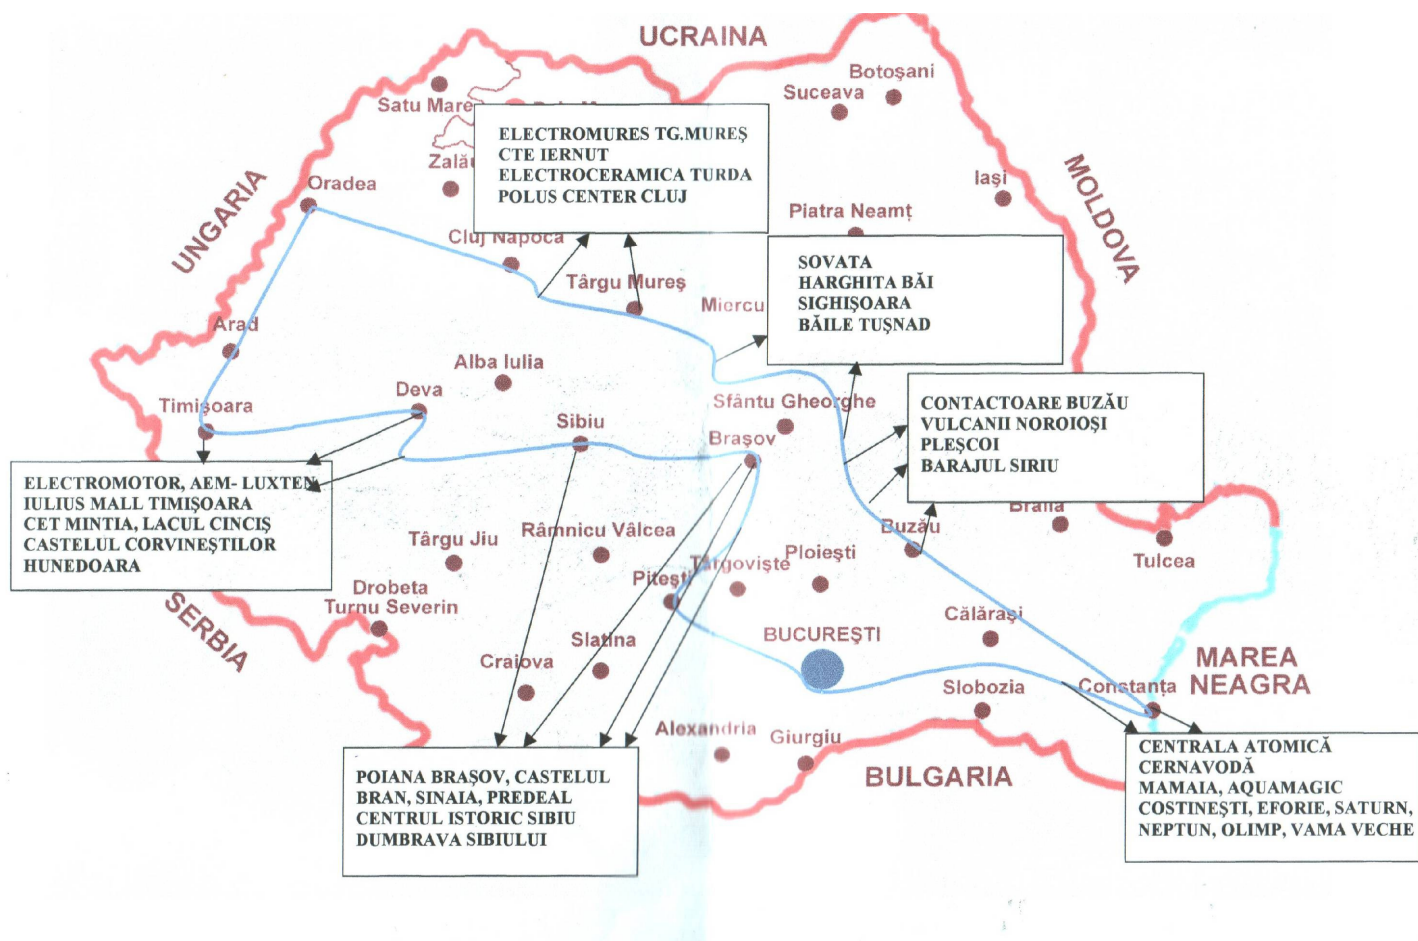 UCRAINA
Botoşani
Suceava
Satu Mare
ELECTROMURES TG.MUREŞ
CTE IERNUT
ELECTROCERAMICA TURDA
POLUS CENTER CLUJ
MOLDOVA
UNGARIA
Oradea
Iaşi
Piatra Neamţ
Cluj Napoca
SOVATA
HARGHITA BĂI
SIGHIŞOARA
BĂILE TUŞNAD
Târgu Mureş
Arad
Alba Iulia
Deva
Timişoara
Sibiu
Sfântu Gheorghe
Braşov
CONTACTOARE BUZĂU
VULCANII NOROIOŞI
PLEŞCOI
BARAJUL SIRIU
ELECTROMOTOR, AEM- LUXTEN
IULIUS MALL TIMIŞOARA
CET MINTIA, LACUL CINCIŞ
CASTELUL CORVINEŞTILOR
HUNEDOARA
Brăila
Buzău
Tulcea
Râmnicu Vâlcea
Târgu Jiu
Ploieşti
Târgovişte
Piteşti
Drobeta
Turnu Severin
SERBIA
Călăraşi
BUCUREŞTI
Slatina
Craiova
MAREA
NEAGRA
Slobozia
Constanţa
Alexandria
Giurgiu
BULGARIA
POIANA BRAŞOV, CASTELUL
BRAN, SINAIA, PREDEAL
CENTRUL ISTORIC SIBIU
DUMBRAVA SIBIULUI
CENTRALA ATOMICĂ
CERNAVODĂ
MAMAIA, AQUAMAGIC
COSTINEŞTI, EFORIE, SATURN,
NEPTUN, OLIMP, VAMA VECHE